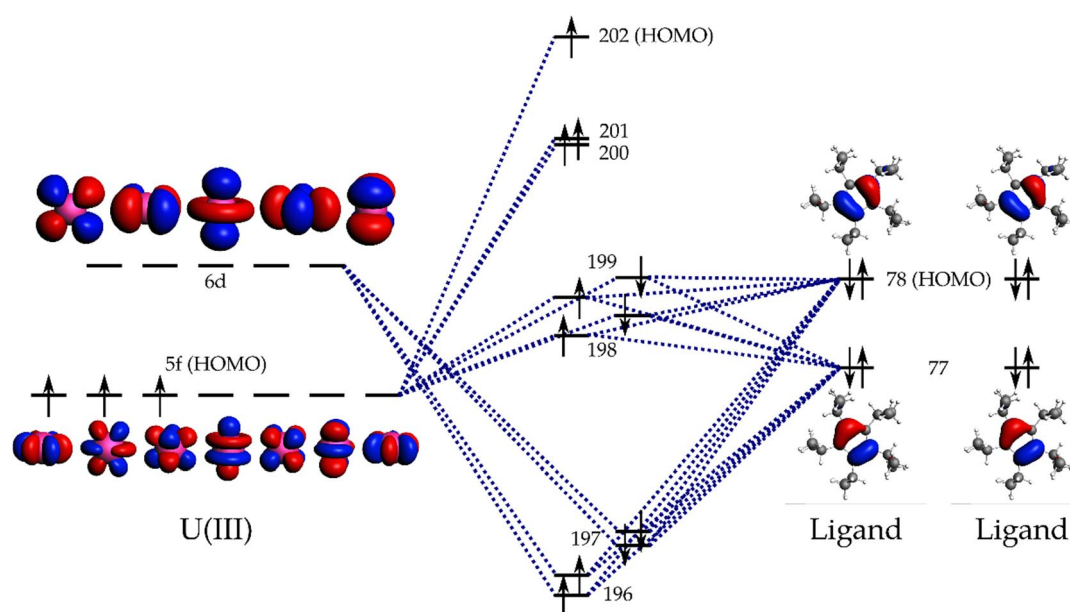 202 (HOMO)
201
200
6d
199
78 (HOMO)
5f (HOMO)
198
77
197
196
U(III)
Ligand
Ligand